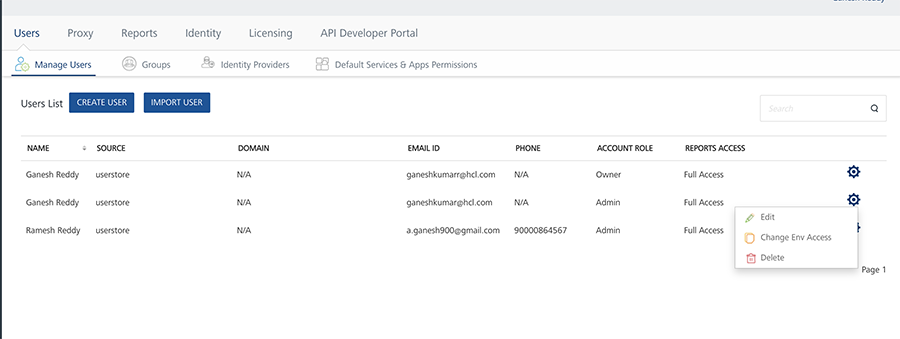 Users Proxy Reports Identity Licensing API Developer Portal
Manage Users Groups Identity Providers Default Services & Apps Permissions
Users List CREATE USER IMPORT USER Search
NAME SOURCE DOMAIN EMAIL ID PHONE ACCOUNT ROLE REPORTS ACCESS
Ganesh Reddy userstore N/A ganeshkumarr@hcl.com N/A Owner Full Access
Ganesh Reddy userstore N/A ganeshkumar@hcl.com N/A Admin Full Access
Ramesh Reddy userstore N/A a.ganesh900@gmail.com 90000864567 Admin Full Access
Edit
Change Env Access
Delete
Page 1